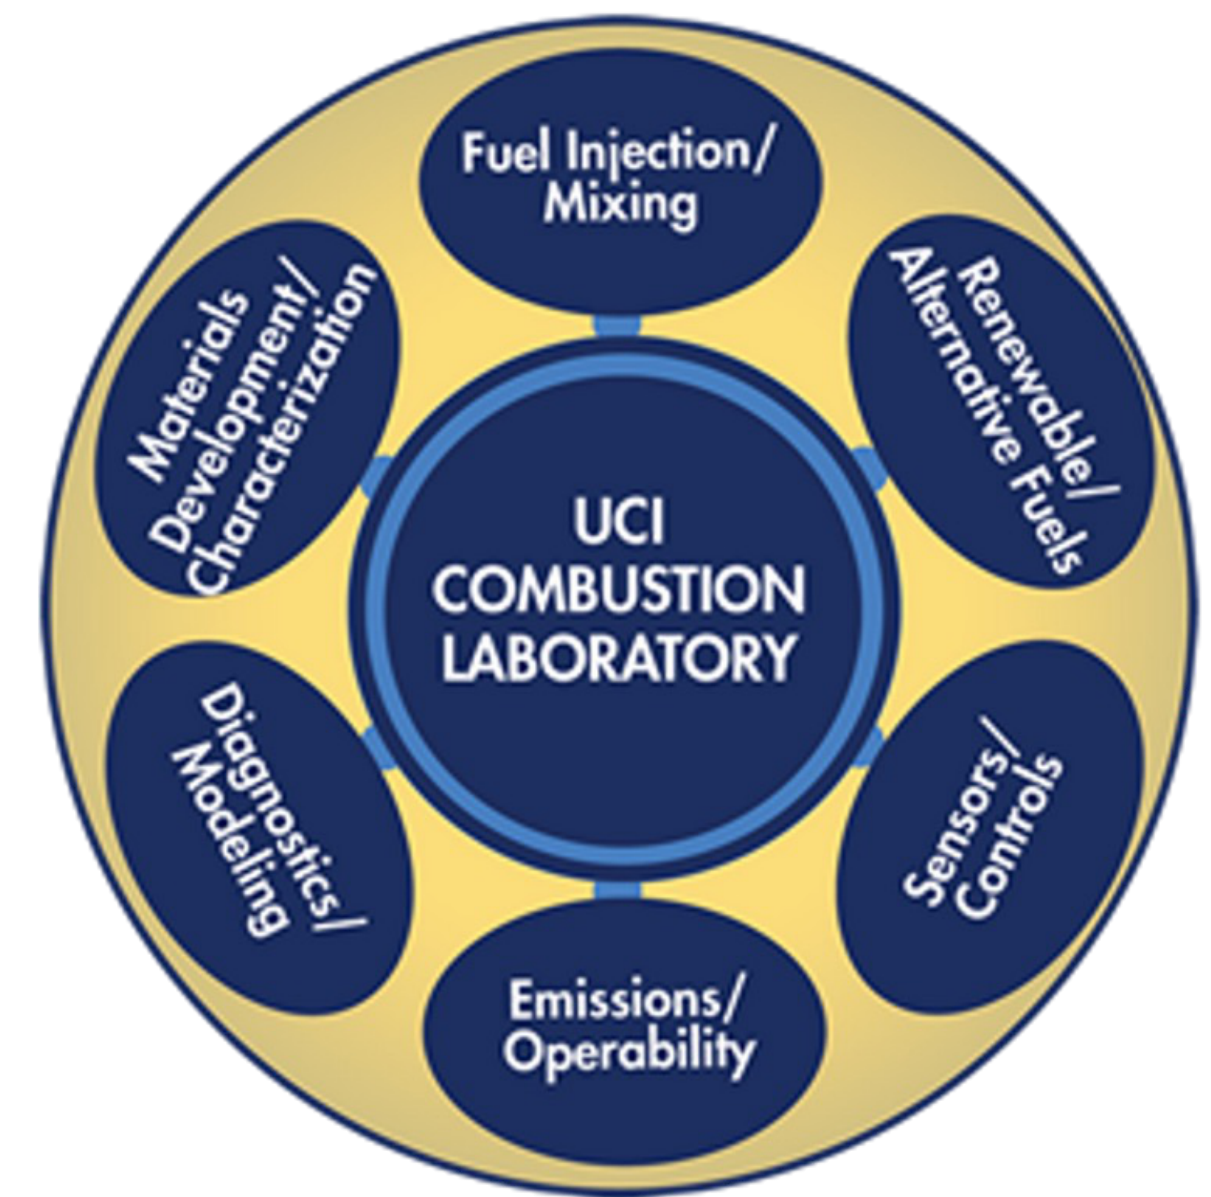 Fuel Injection/
Mixing
Renewable/
Alternative Fuels
Sensors/
Controls
Emissions/
Operability
Diagnostics/
Modeling
Materials
Development/
Characterization
UCI
COMBUSTION
LABORATORY